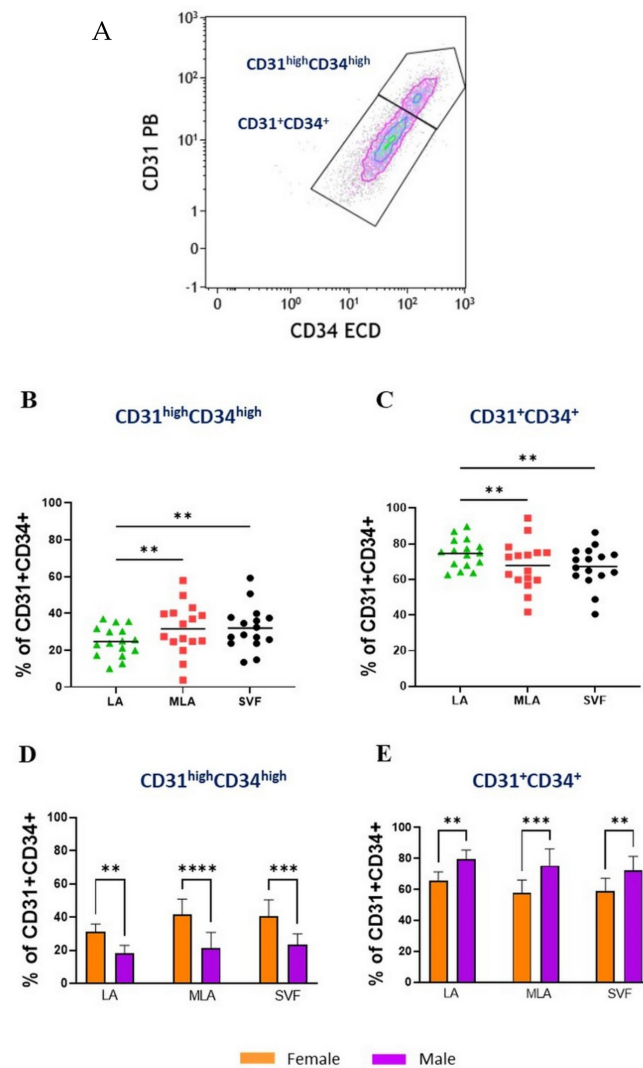 A
CD31 PB
10³
10²
10¹
1
0
-1
CD31highCD34high
CD31⁺CD34⁺
0
10⁰
10¹
10²
10³
CD34 ECD
B
CD31highCD34high
% of CD31+CD34+
100
80
60
40
20
0
**
**
LA
MLA
SVF
C
CD31⁺CD34⁺
% of CD31+CD34+
100
80
60
40
20
0
**
**
LA
MLA
SVF
D
CD31highCD34high
% of CD31+CD34+
100
80
60
40
20
0
**
****
***
LA
MLA
SVF
E
CD31⁺CD34⁺
% of CD31+CD34+
100
80
60
40
20
0
**
***
**
LA
MLA
SVF
Female
Male